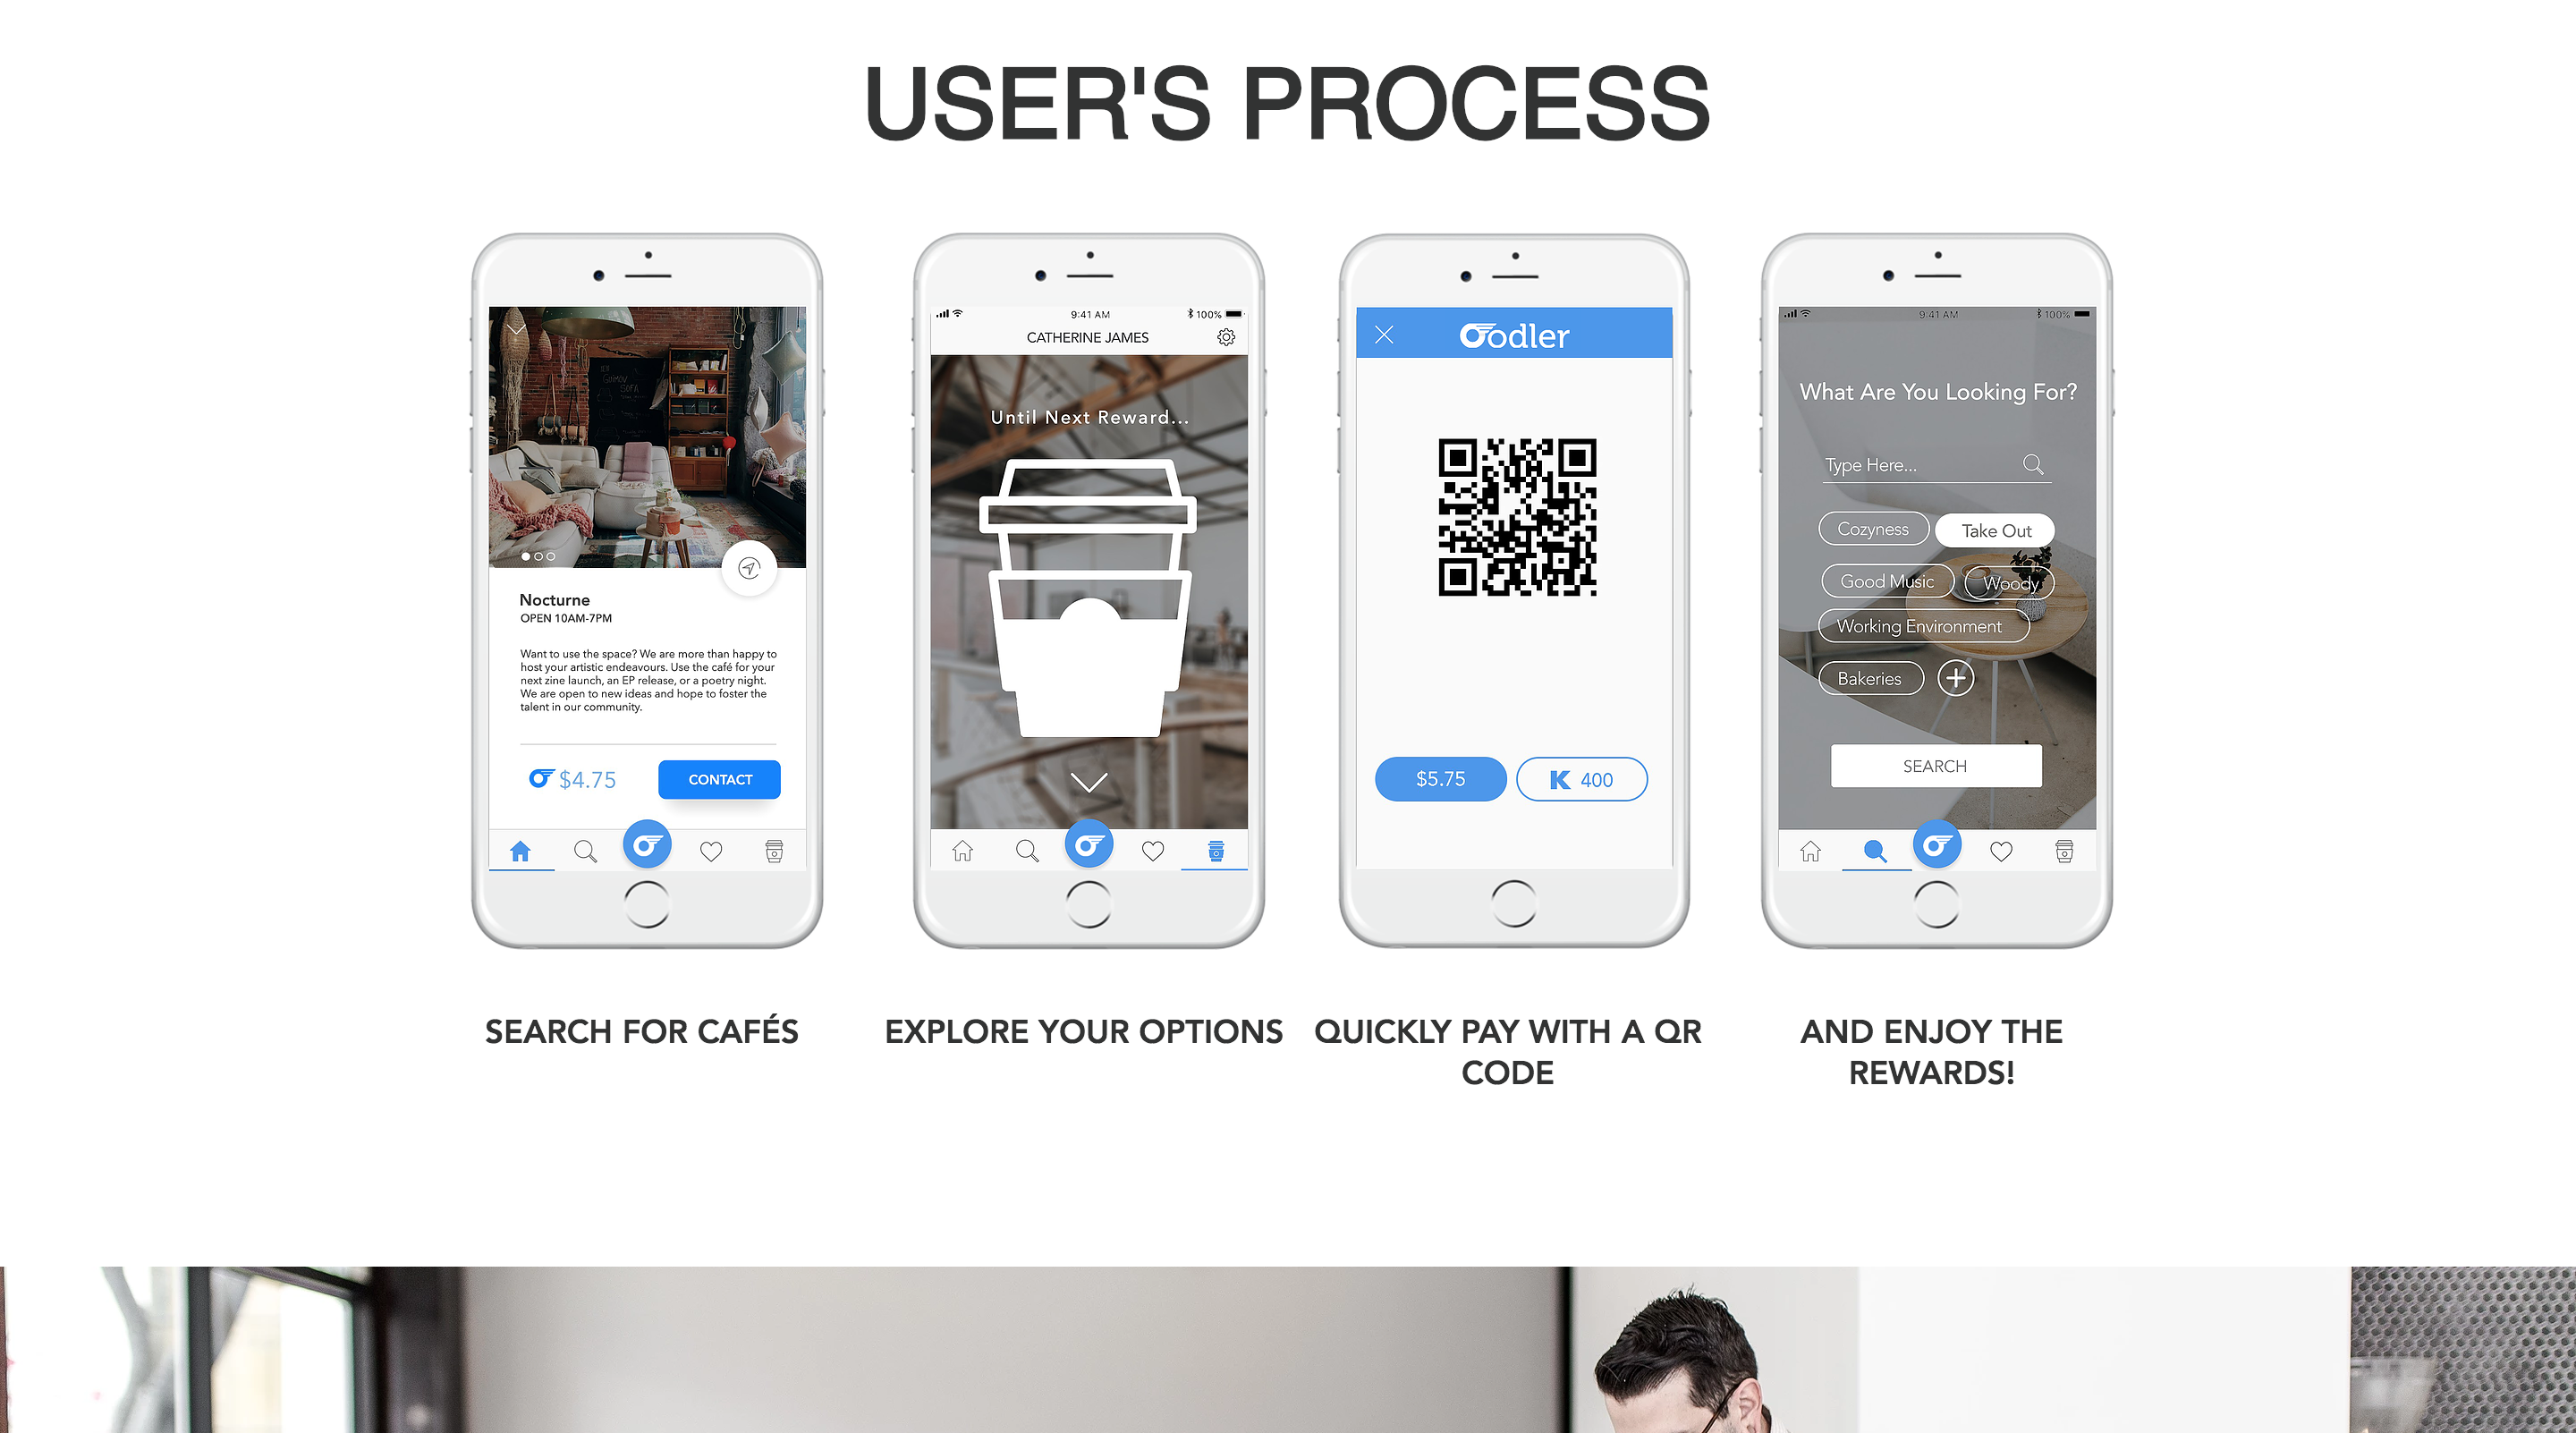 USER'S PROCESS
Nocturne
OPEN 10AM-7PM
Want to use the space? We are more than happy to
host your artistic endeavours. Use the café for your
next zine launch, an EP release, or a poetry night.
We are open to new ideas and hope to foster the
talent in our community.
$4.75
CONTACT
9:41 AM
100%
CATHERINE JAMES
Until Next Reward...
odler
$5.75
K 400
9:41 AM
100%
What Are You Looking For?
Type Here...
Cozyness
Take Out
Good Music
Woody
Working Environment
Bakeries
SEARCH
SEARCH FOR CAFÉS
EXPLORE YOUR OPTIONS
QUICKLY PAY WITH A QR
CODE
AND ENJOY THE
REWARDS!